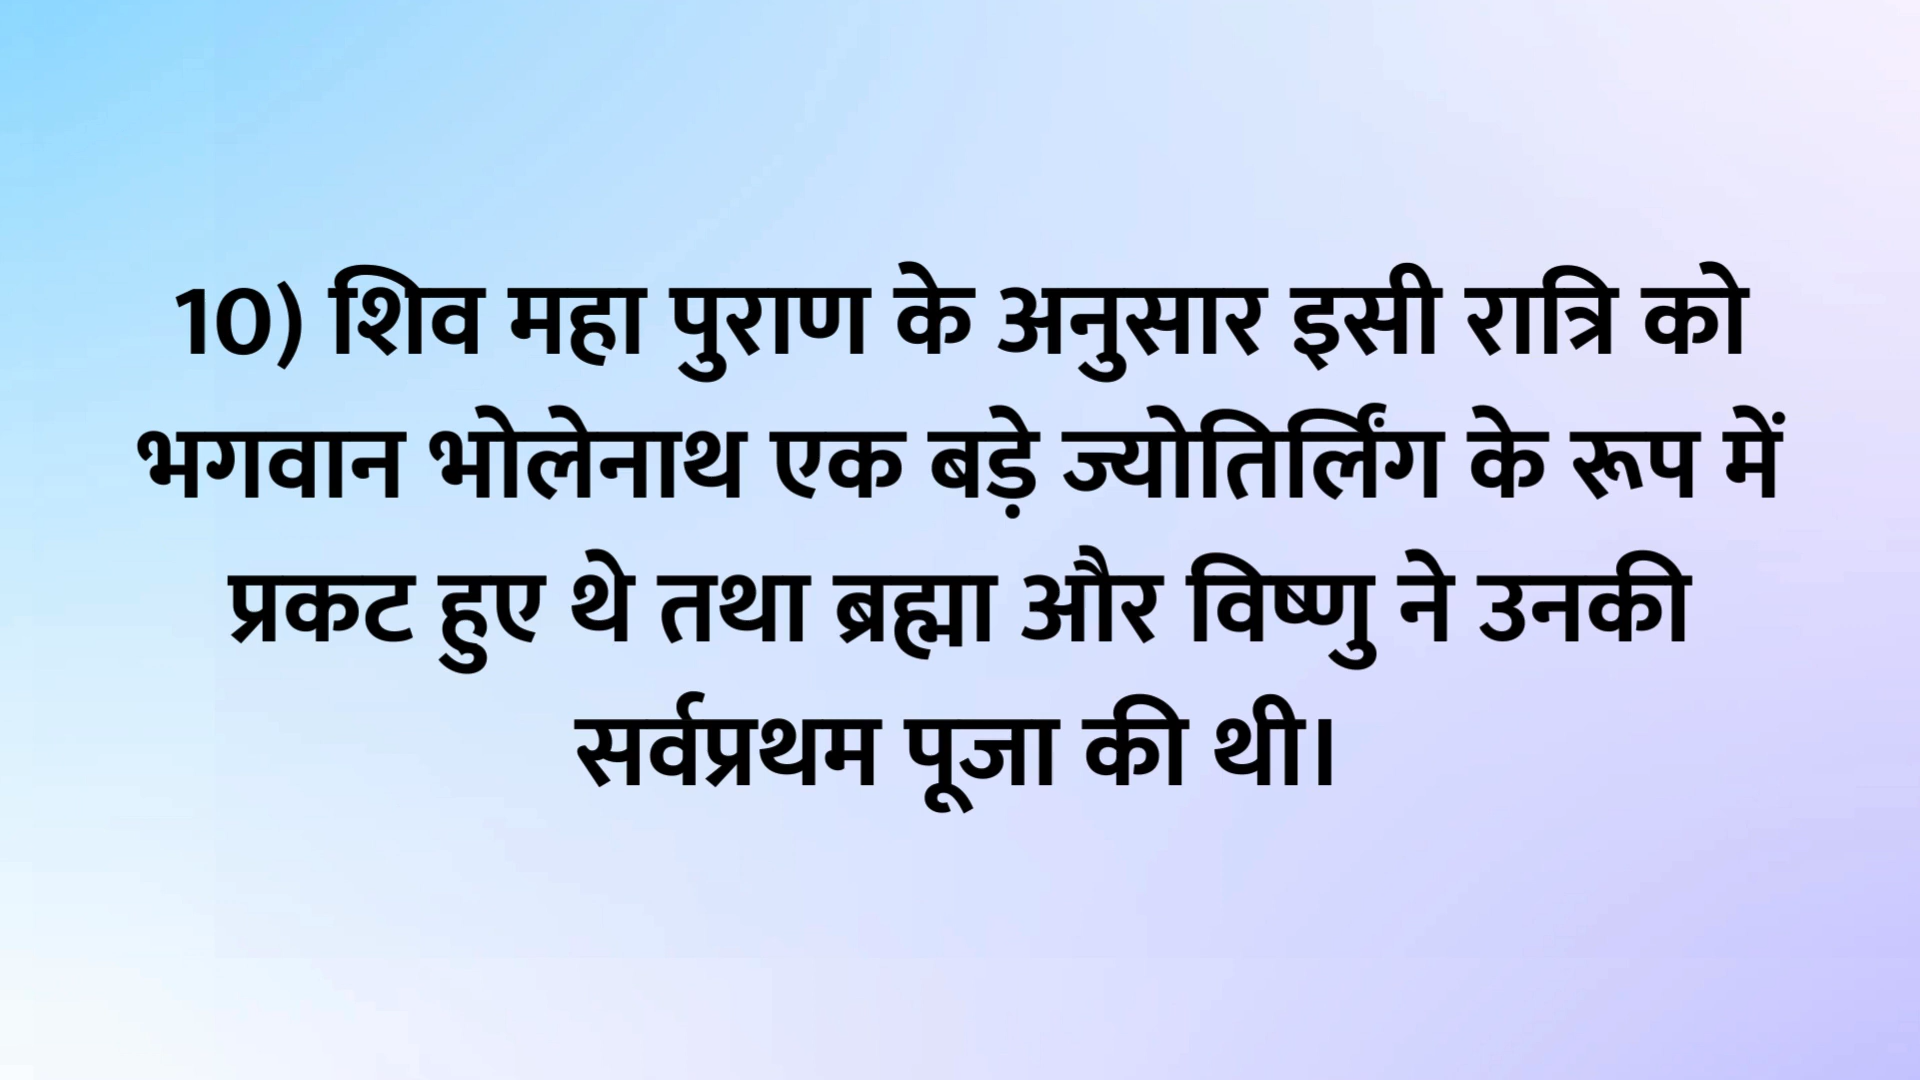 10) शिव महा पुराण के अनुसार इसी रात्रि को
भगवान भोलेनाथ एक बड़े ज्योतिर्लिंग के रूप में
प्रकट हुए थे तथा ब्रह्मा और विष्णु ने उनकी
सर्वप्रथम पूजा की थी।